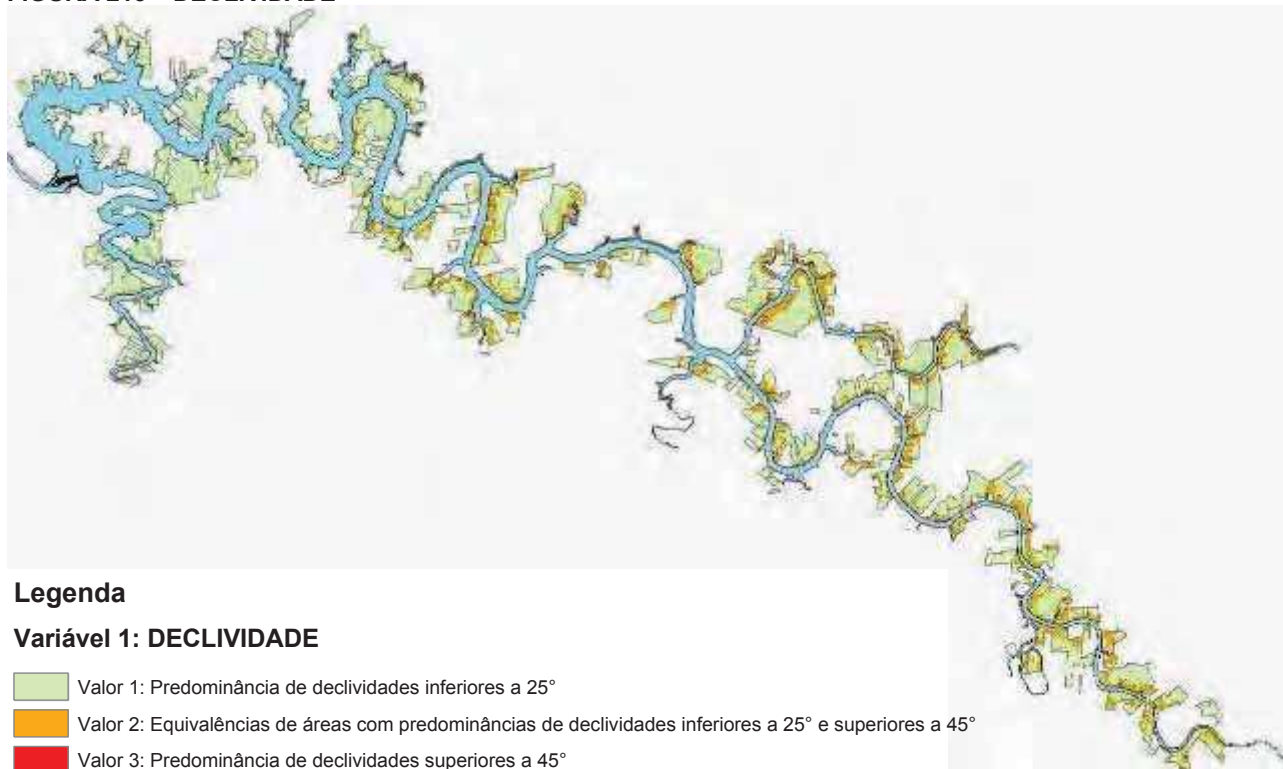 Legenda
Variável 1: DECLIVIDADE
Valor 1: Predominância de declividades inferiores a 25°
Valor 2: Equivalências de áreas com predominâncias de declividades inferiores a 25° e superiores a 45°
Valor 3: Predominância de declividades superiores a 45°